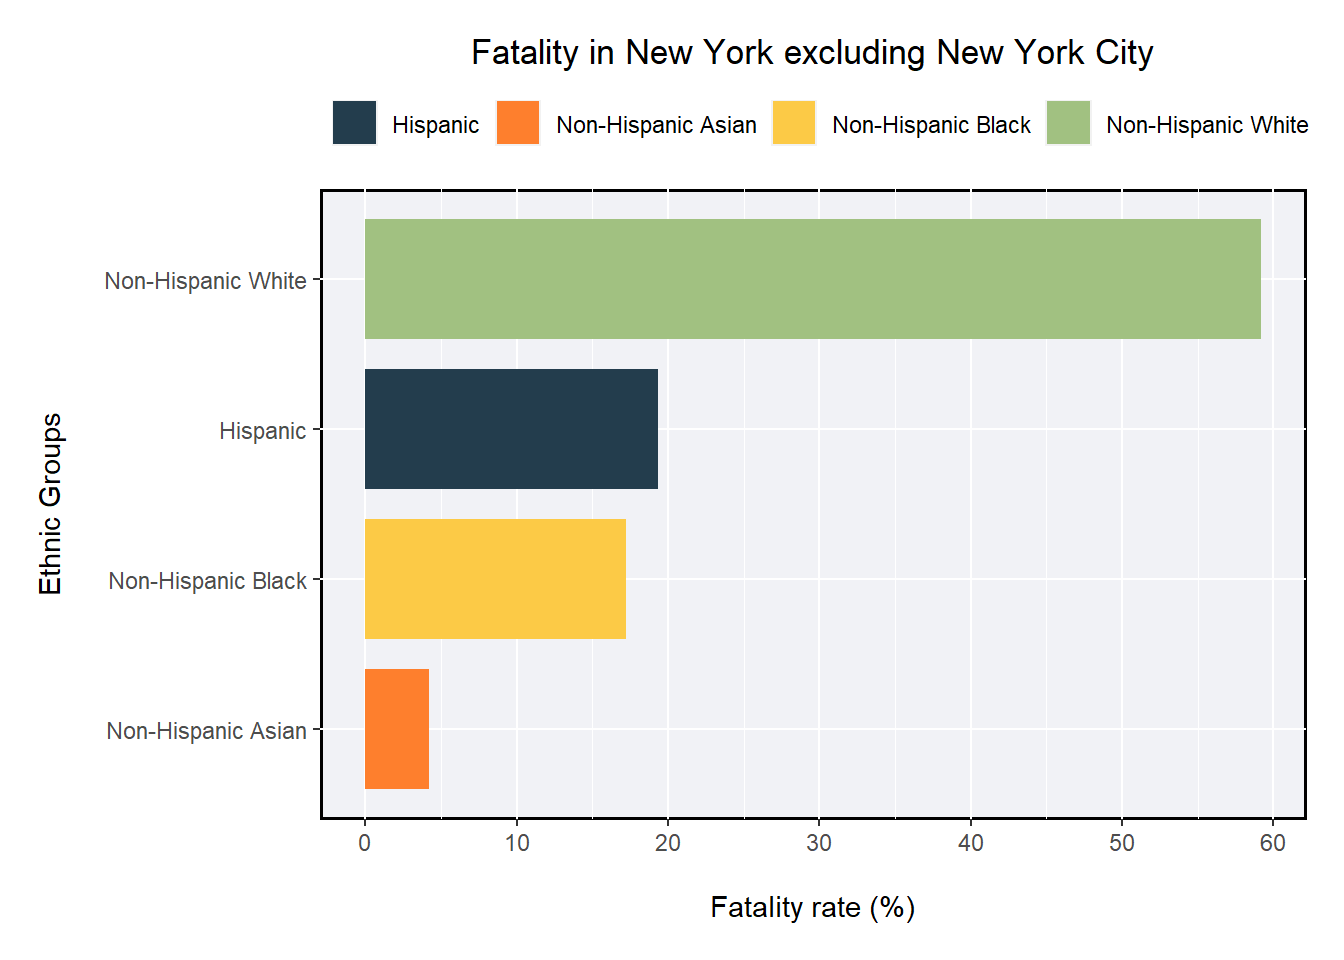 Fatality in New York excluding New York City
Hispanic Non-Hispanic Asian Non-Hispanic Black Non-Hispanic White
Ethnic Groups
Non-Hispanic White
Hispanic
Non-Hispanic Black
Non-Hispanic Asian
0 10 20 30 40 50 60
Fatality rate (%)